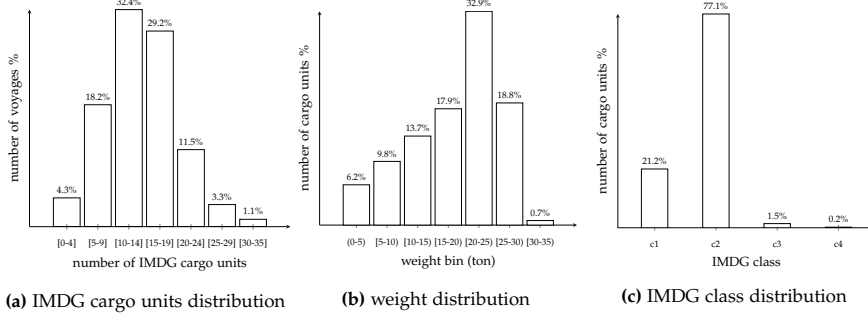 number of voyages %
4.3%
18.2%
32.4%
29.2%
11.5%
3.3%
1.1%
[0-4] [5-9] [10-14] [15-19] [20-24] [25-29] [30-35]
number of IMDG cargo units
(a) IMDG cargo units distribution
number of cargo units %
6.2%
9.8%
13.7%
17.9%
32.9%
18.8%
0.7%
(0-5) [5-10) [10-15) [15-20) [20-25) [25-30) [30-35)
weight bin (ton)
(b) weight distribution
number of cargo units %
21.2%
77.1%
1.5%
0.2%
c1 c2 c3 c4
IMDG class
(c) IMDG class distribution